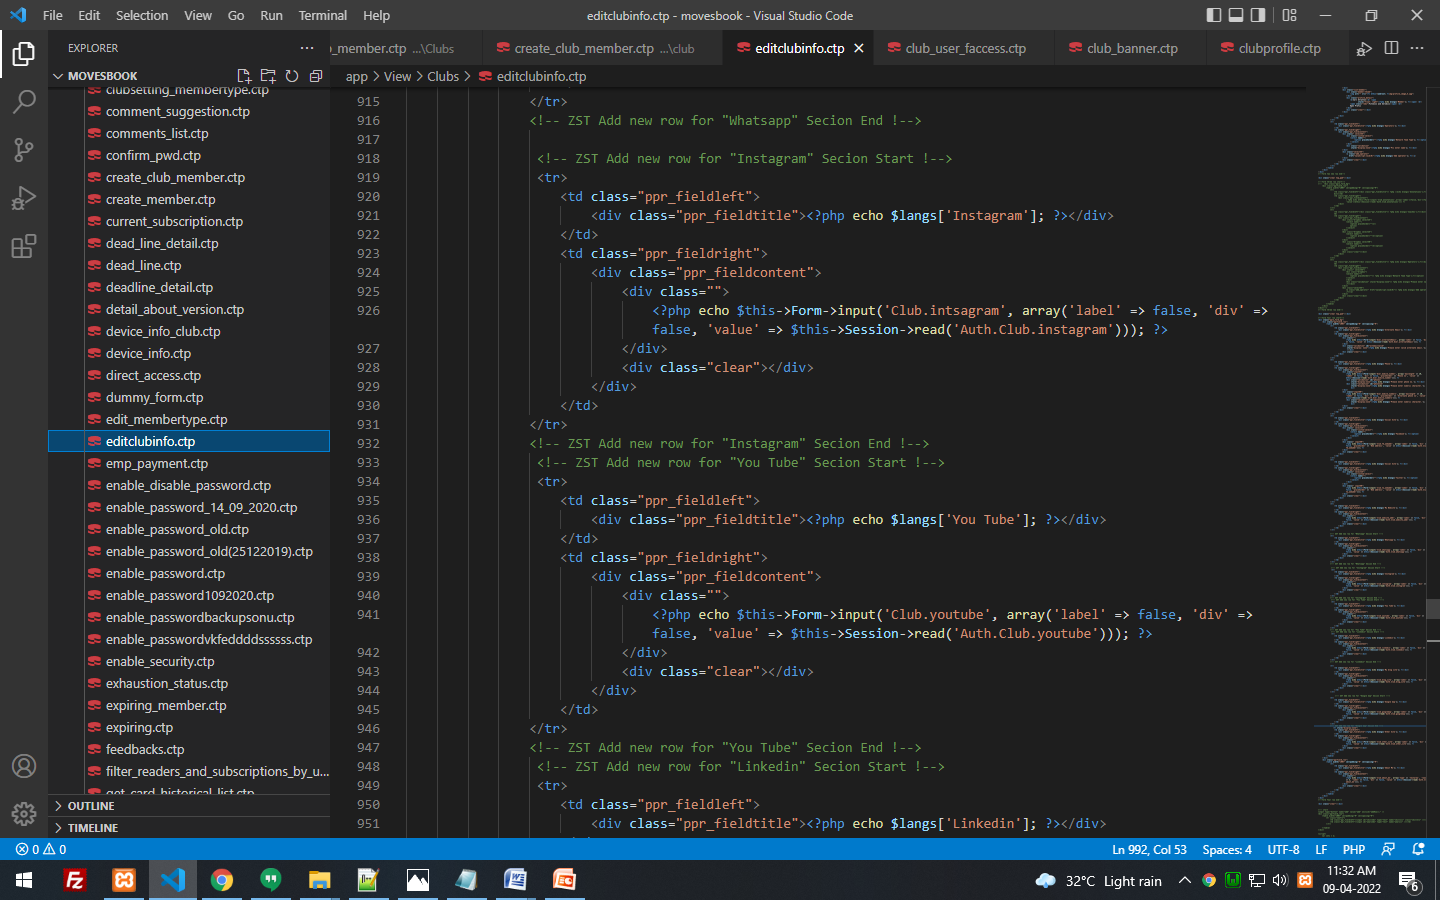 File Edit Selection View Go Run Terminal Help
editclubinfo.ctp - movesbook - Visual Studio Code
EXPLORER
_member.ctp ...\Clubs
create_club_member.ctp ...\club
editclubinfo.ctp
club_user_faccess.ctp
club_banner.ctp
clubprofile.ctp
MOVESBOOK
app > View > Clubs > editclubinfo.ctp
clubsetting_membertype.ctp
comment_suggestion.ctp
comments_list.ctp
confirm_pwd.ctp
create_club_member.ctp
create_member.ctp
current_subscription.ctp
dead_line_detail.ctp
dead_line.ctp
deadline_detail.ctp
detail_about_version.ctp
device_info_club.ctp
device_info.ctp
direct_access.ctp
dummy_form.ctp
edit_membertype.ctp
editclubinfo.ctp
emp_payment.ctp
enable_disable_password.ctp
enable_password_14_09_2020.ctp
enable_password_old.ctp
enable_password_old(25122019).ctp
enable_password.ctp
enable_password1092020.ctp
enable_passwordbackupsonu.ctp
enable_passwordvkfeddddssssss.ctp
enable_security.ctp
exhaustion_status.ctp
expiring_member.ctp
expiring.ctp
feedbacks.ctp
filter_readers_and_subscriptions_by_u...
get_card_historical_list.ctp
OUTLINE
TIMELINE
915 </tr>
916 <!-- ZST Add new row for "Whatsapp" Secion End !-->
917
918 <!-- ZST Add new row for "Instagram" Secion Start !-->
919 <tr>
920 <td class="ppr_fieldleft">
921 <div class="ppr_fieldtitle"><?php echo $langs['Instagram']; ?></div>
922 </td>
923 <td class="ppr_fieldright">
924 <div class="ppr_fieldcontent">
925 <div class="">
926 <?php echo $this->Form->input('Club.intsagram', array('label' => false, 'div' =>
false, 'value' => $this->Session->read('Auth.Club.instagram'))); ?>
927 </div>
928 <div class="clear"></div>
929 </div>
930 </td>
931 </tr>
932 <!-- ZST Add new row for "Instagram" Secion End !-->
933 <!-- ZST Add new row for "You Tube" Secion Start !-->
934 <tr>
935 <td class="ppr_fieldleft">
936 <div class="ppr_fieldtitle"><?php echo $langs['You Tube']; ?></div>
937 </td>
938 <td class="ppr_fieldright">
939 <div class="ppr_fieldcontent">
940 <div class="">
941 <?php echo $this->Form->input('Club.youtube', array('label' => false, 'div' =>
false, 'value' => $this->Session->read('Auth.Club.youtube'))); ?>
942 </div>
943 <div class="clear"></div>
944 </div>
945 </td>
946 </tr>
947 <!-- ZST Add new row for "You Tube" Secion End !-->
948 <!-- ZST Add new row for "Linkedin" Secion Start !-->
949 <tr>
950 <td class="ppr_fieldleft">
951 <div class="ppr_fieldtitle"><?php echo $langs['Linkedin']; ?></div>
0 0
Ln 992, Col 53 Spaces: 4 UTF-8 LF PHP
32°C Light rain
11:32 AM
09-04-2022
6